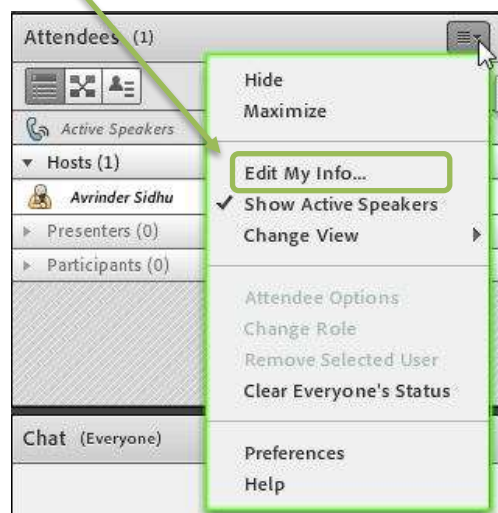 Attendees (1)
Active Speakers
Hosts (1)
Avrinder Sidhu
Presenters (0)
Participants (0)
Chat (Everyone)
Hide
Maximize
Edit My Info...
Show Active Speakers
Change View
Attendee Options
Change Role
Remove Selected User
Clear Everyone's Status
Preferences
Help